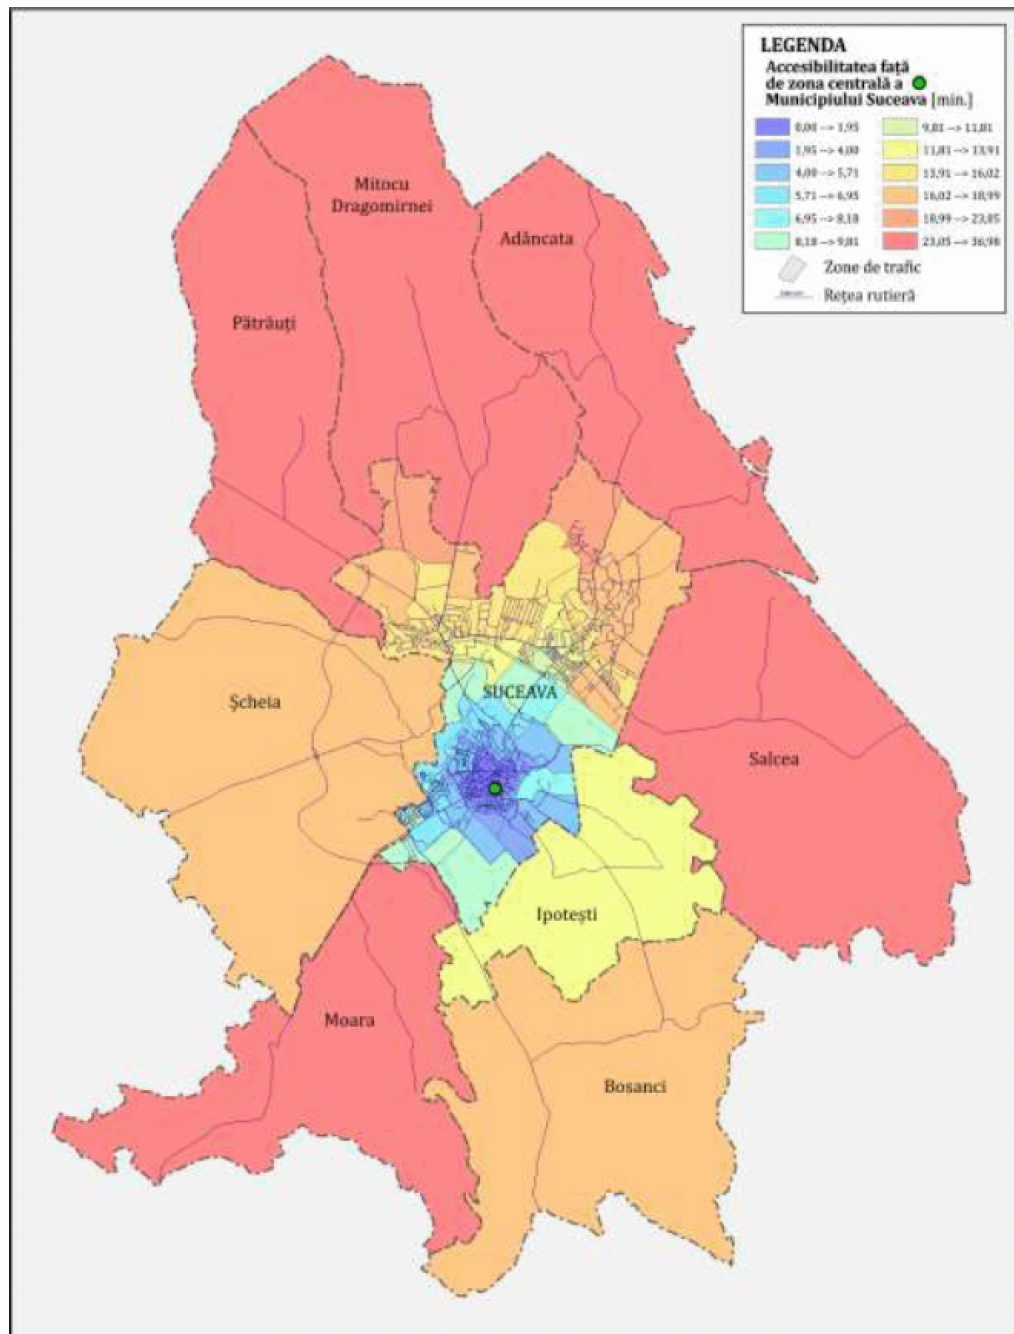 LEGENDA
Accesibilitatea față
de zona centrală a
Municipiului Suceava [min.]
0,00 --> 1,95
1,95 --> 4,00
4,00 --> 5,71
5,71 --> 6,95
6,95 --> 8,18
8,18 --> 9,81
9,81 --> 11,81
11,81 --> 13,91
13,91 --> 16,02
16,02 --> 18,99
18,99 --> 23,05
23,05 --> 36,98
Zone de trafic
Rețea rutieră
Mitocu
Dragomirnei
Adâncata
Pătrăuți
SUCEAVA
Șcheia
Salcea
Ipotești
Moara
Bosanci